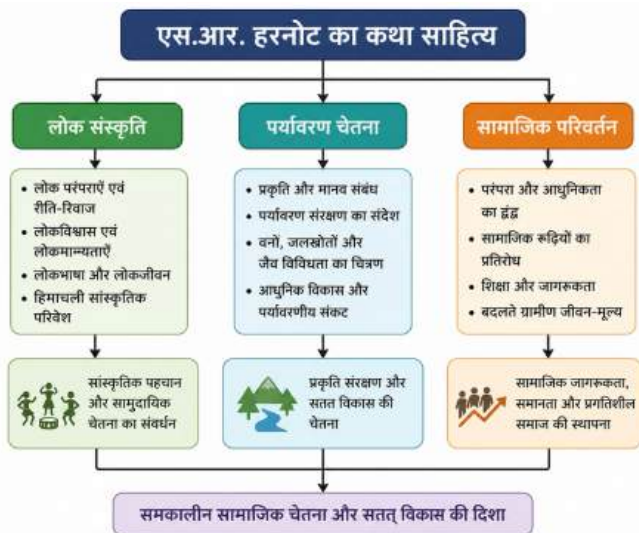 एस.आर. हरनोट का कथा साहित्य
लोक संस्कृति
• लोक परंपराऐं एवं
रीति-रिवाज
• लोकविश्वास एवं
लोकमान्यताऐं
• लोकभाषा और लोकजीवन
• हिमाचली सांस्कृतिक
परिवेश
सांस्कृतिक पहचान
और सामुदायिक
चेतना का संवर्धन
पर्यावरण चेतना
• प्रकृति और मानव संबंध
• पर्यावरण संरक्षण का संदेश
• वनों, जलस्रोतों और
जैव विविधता का चित्रण
• आधुनिक विकास और
पर्यावरणीय संकट
प्रकृति संरक्षण और
सतत विकास की
चेतना
सामाजिक परिवर्तन
• परंपरा और आधुनिकता
का द्वंद्व
• सामाजिक रूढ़ियों का
प्रतिरोध
• शिक्षा और जागरूकता
• बदलते ग्रामीण जीवन-मूल्य
सामाजिक जागरूकता,
समानता और प्रगतिशील
समाज की स्थापना
समकालीन सामाजिक चेतना और सतत् विकास की दिशा